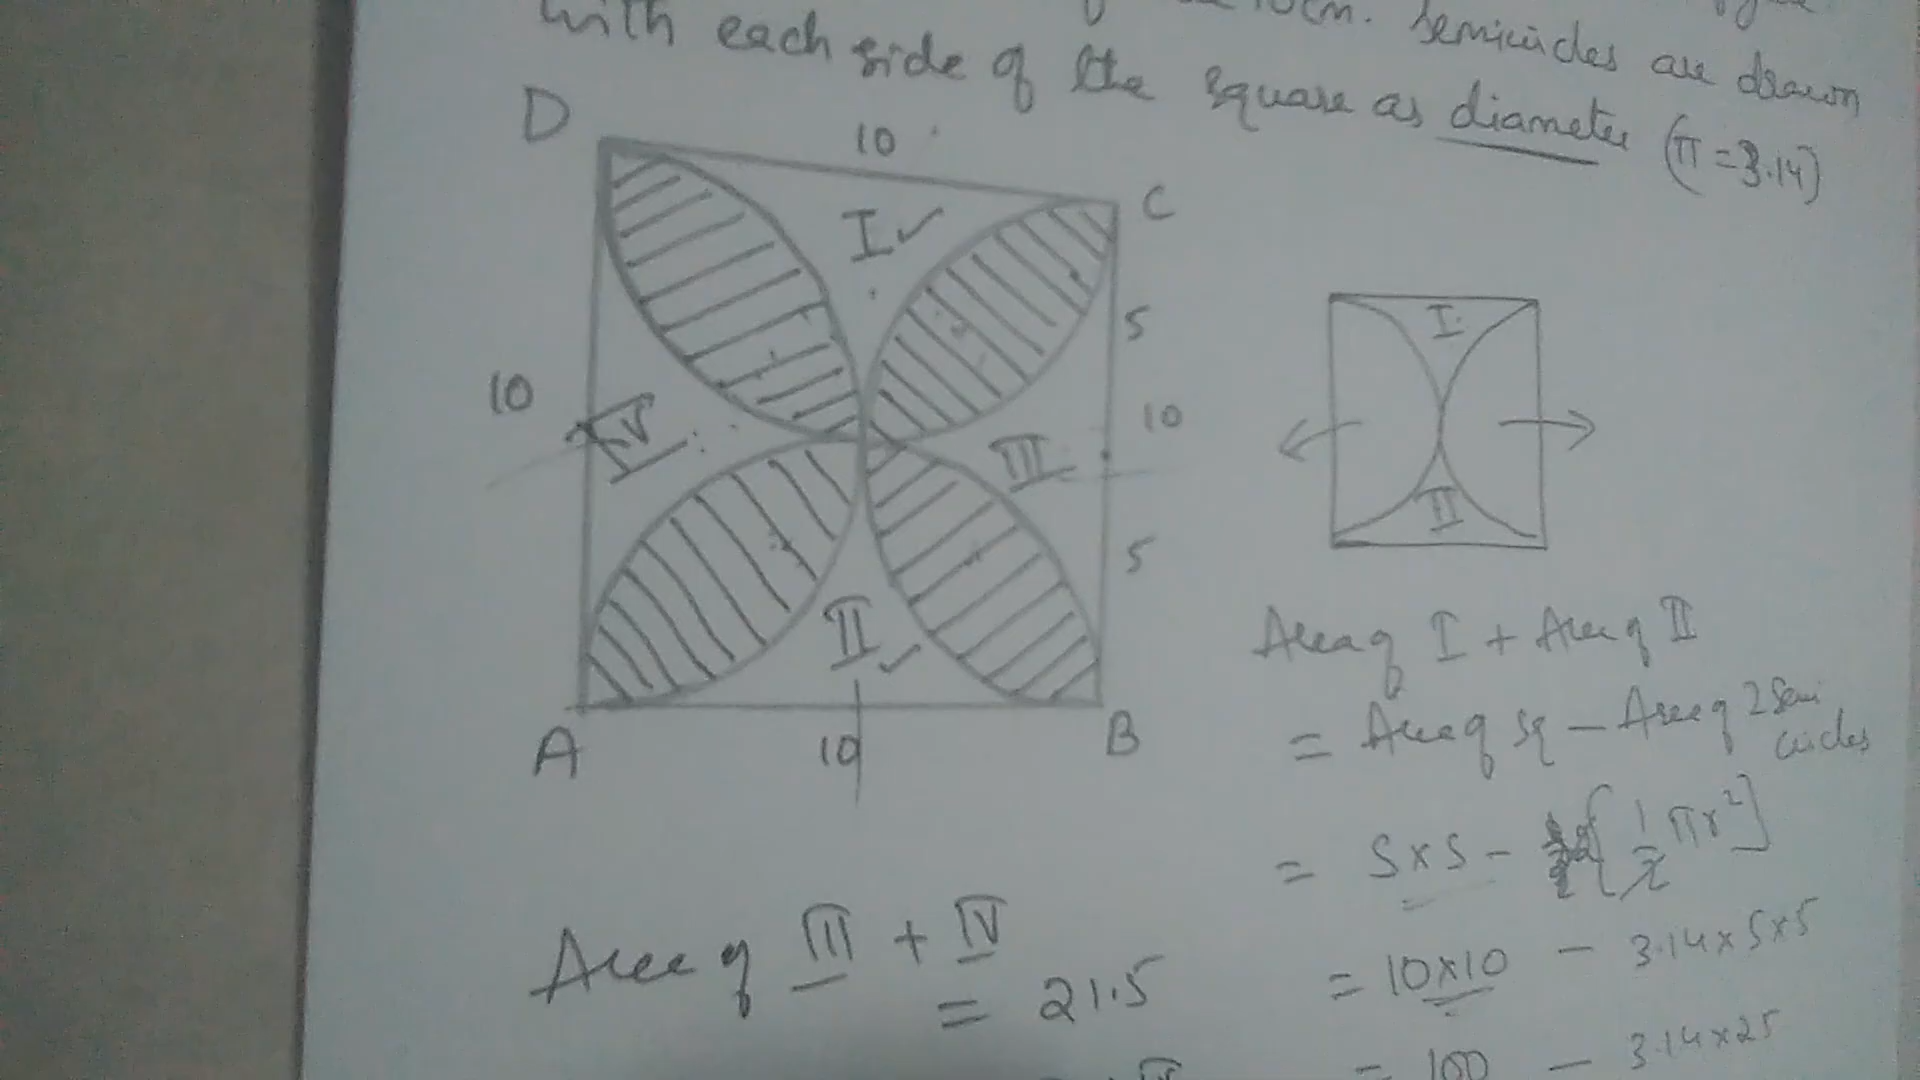 10cm. Semicircles are drawn
with each side of the square as diameter (π = 3.14)
D
10
C
I
5
10
IV
III
10
5
II
A
10
B
I
II
Area of I + Area of II
= Area of sq - Area of 2 Semi
circles
= S × S - [1/2 πr²]
= 10×10 - 3.14×5×5
= 100 - 3.14×25
Area of III + IV
= 21.5